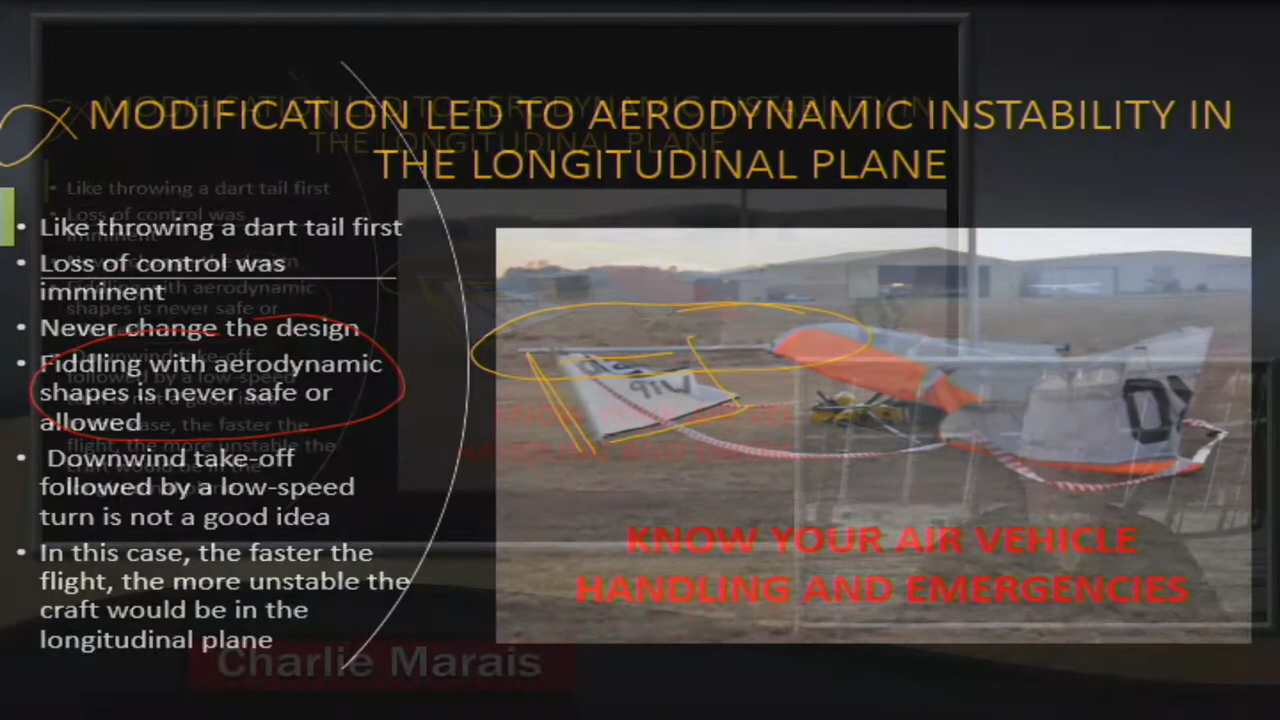 MODIFICATION LED TO AERODYNAMIC INSTABILITY IN
THE LONGITUDINAL PLANE
• Like throwing a dart tail first
• Loss of control was
imminent
• Never change the design
• Fiddling with aerodynamic
shapes is never safe or
allowed
• Downwind take-off
followed by a low-speed
turn is not a good idea
• In this case, the faster the
flight, the more unstable the
craft would be in the
longitudinal plane
KNOW YOUR AIR VEHICLE
HANDLING AND EMERGENCIES
Charlie Marais